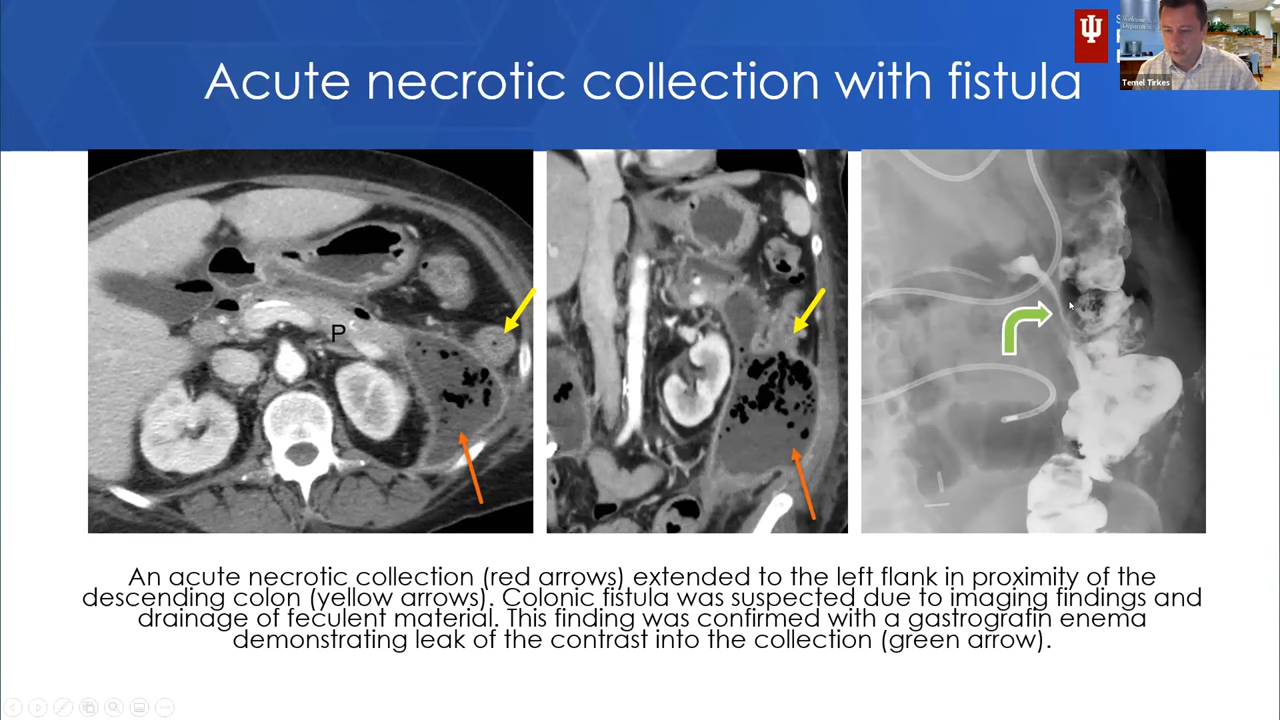 Acute necrotic collection with fistula
Temel Tirkes
P
An acute necrotic collection (red arrows) extended to the left flank in proximity of the
descending colon (yellow arrows). Colonic fistula was suspected due to imaging findings and
drainage of feculent material. This finding was confirmed with a gastrografin enema
demonstrating leak of the contrast into the collection (green arrow).